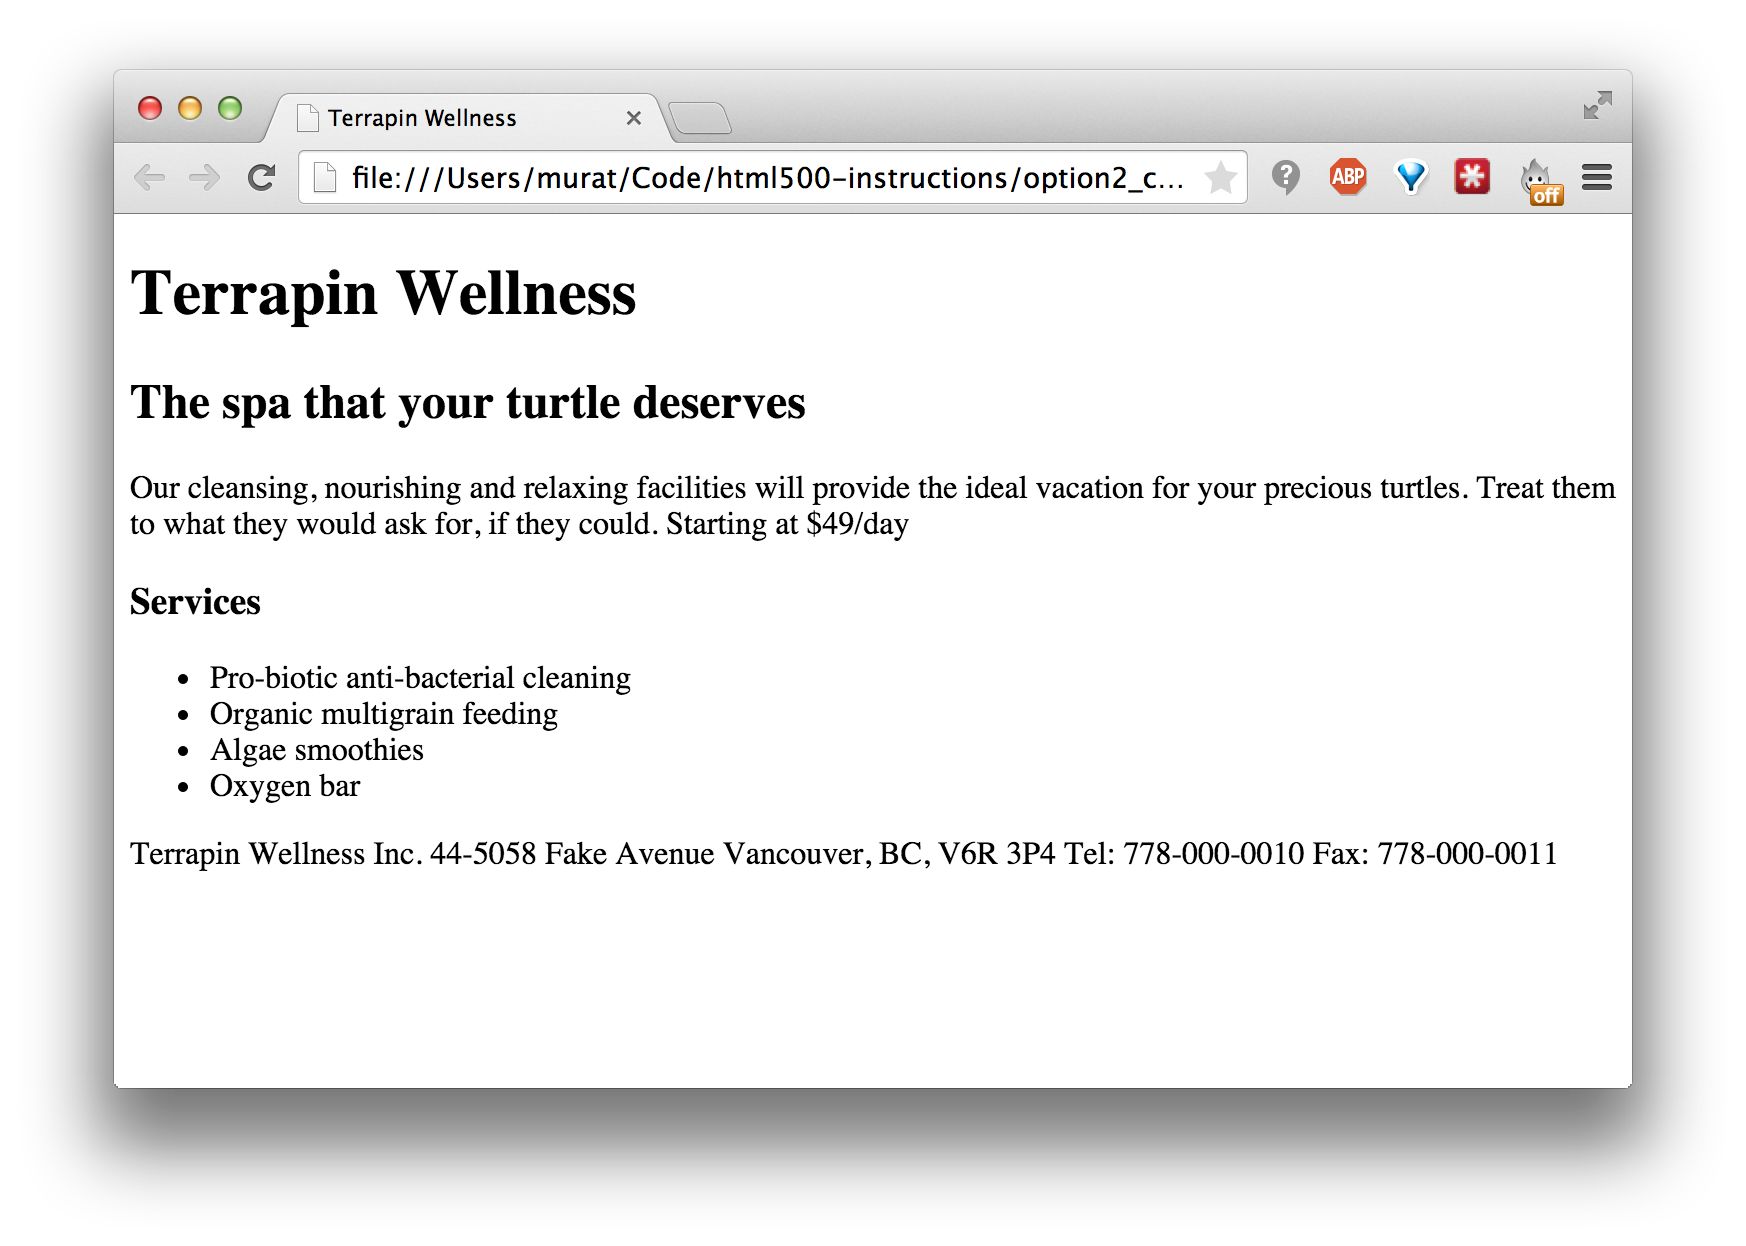 Terrapin Wellness
file:///Users/murat/Code/html500-instructions/option2_c...
?
ABP
off
Terrapin Wellness
The spa that your turtle deserves
Our cleansing, nourishing and relaxing facilities will provide the ideal vacation for your precious turtles. Treat them
to what they would ask for, if they could. Starting at $49/day
Services
• Pro-biotic anti-bacterial cleaning
• Organic multigrain feeding
• Algae smoothies
• Oxygen bar
Terrapin Wellness Inc. 44-5058 Fake Avenue Vancouver, BC, V6R 3P4 Tel: 778-000-0010 Fax: 778-000-0011